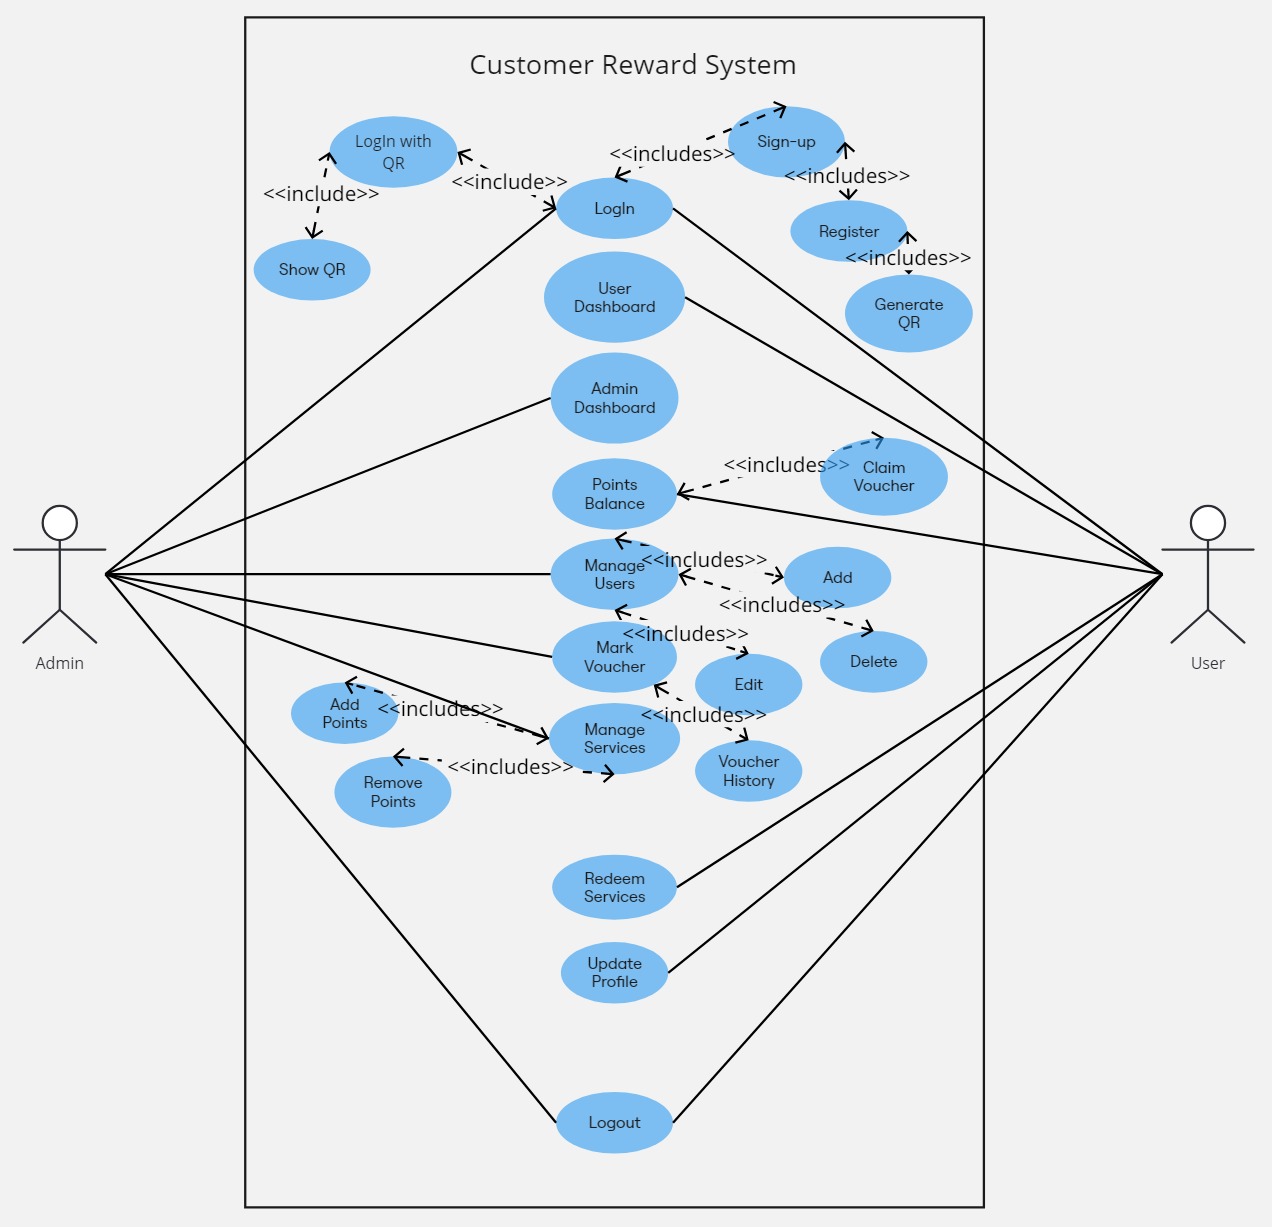 Customer Reward System
LogIn with
QR
<<include>>
<<include>>
Show QR
<<includes>>
Sign-up
<<includes>>
LogIn
Register
<<includes>>
Generate
QR
User
Dashboard
Admin
Dashboard
Points
Balance
<<includes>>
Claim
Voucher
Manage
Users
<<includes>>
Add
<<includes>>
Delete
<<includes>>
Edit
Mark
Voucher
<<includes>>
Voucher
History
Add
Points
<<includes>>
Manage
Services
<<includes>>
Remove
Points
Admin
User
Redeem
Services
Update
Profile
Logout